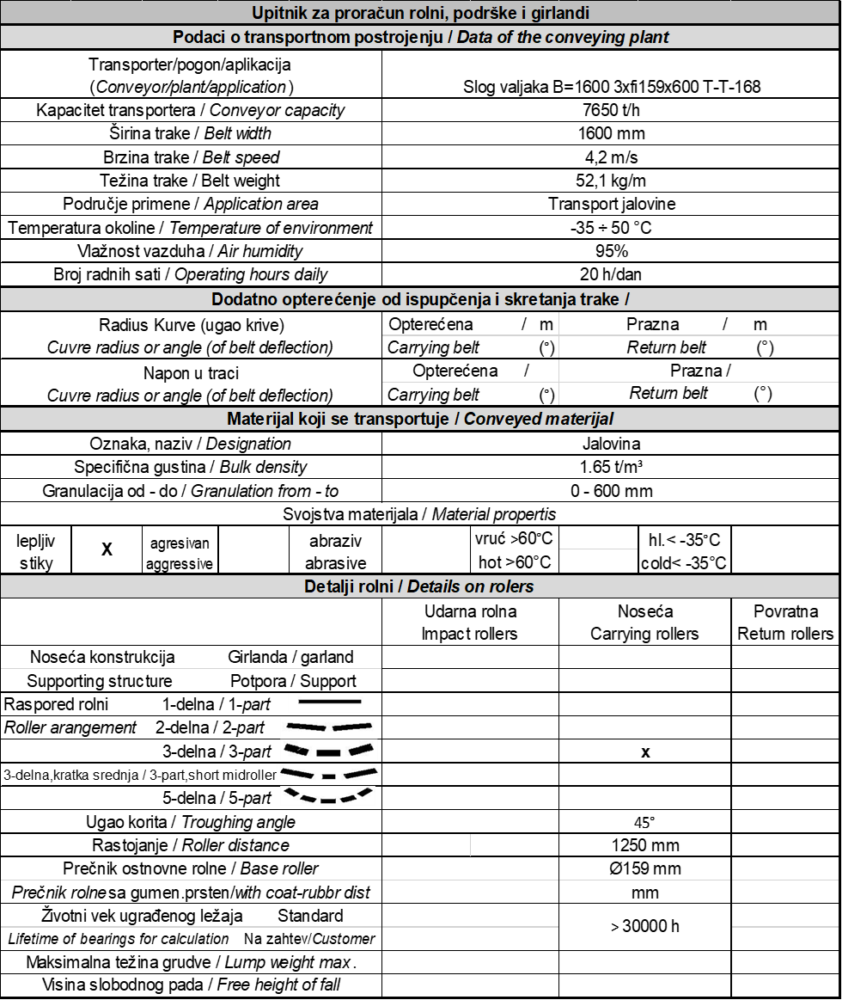 Upitnik za proračun rolni, podrške i girlandi
Podaci o transportnom postrojenju / Data of the conveying plant
Transporter/pogon/aplikacija
(Conveyor/plant/application)
Slog valjaka B=1600 3xfi159x600 T-T-168
Kapacitet transportera / Conveyor capacity
7650 t/h
Širina trake / Belt width
1600 mm
Brzina trake / Belt speed
4,2 m/s
Težina trake / Belt weight
52,1 kg/m
Područje primene / Application area
Transport jalovine
Temperatura okoline / Temperature of environment
-35 ÷ 50 °C
Vlažnost vazduha / Air humidity
95%
Broj radnih sati / Operating hours daily
20 h/dan
Dodatno opterećenje od ispupčenja i skretanja trake /
Radius Kurve (ugao krive)
Cuvre radius or angle (of belt deflection)
Opterećena / m
Carrying belt (°)
Prazna / m
Return belt (°)
Napon u traci
Cuvre radius or angle (of belt deflection)
Opterećena /
Carrying belt (°)
Prazna /
Return belt (°)
Materijal koji se transportuje / Conveyed materijal
Oznaka, naziv / Designation
Jalovina
Specifična gustina / Bulk density
1.65 t/m³
Granulacija od - do / Granulation from - to
0 - 600 mm
Svojstva materijala / Material propertis
lepljiv
stiky
X
agresivan
aggressive
abraziv
abrasive
vruć >60°C
hot >60°C
hl.< -35°C
cold< -35°C
Detalji rolni / Details on rolers
Udarna rolna
Impact rollers
Noseća
Carrying rollers
Povratna
Return rollers
Noseća konstrukcija Girlanda / garland
Supporting structure Potpora / Support
Raspored rolni 1-delna / 1-part
Roller arangement 2-delna / 2-part
3-delna / 3-part
x
3-delna,kratka srednja / 3-part,short midroller
5-delna / 5-part
Ugao korita / Troughing angle
45°
Rastojanje / Roller distance
1250 mm
Prečnik ostnovne rolne / Base roller
Ø159 mm
Prečnik rolne sa gumen.prsten/with coat-rubbr dist
mm
Životni vek ugrađenog ležaja Standard
Lifetime of bearings for calculation Na zahtev/Customer
> 30000 h
Maksimalna težina grudve / Lump weight max.
Visina slobodnog pada / Free height of fall